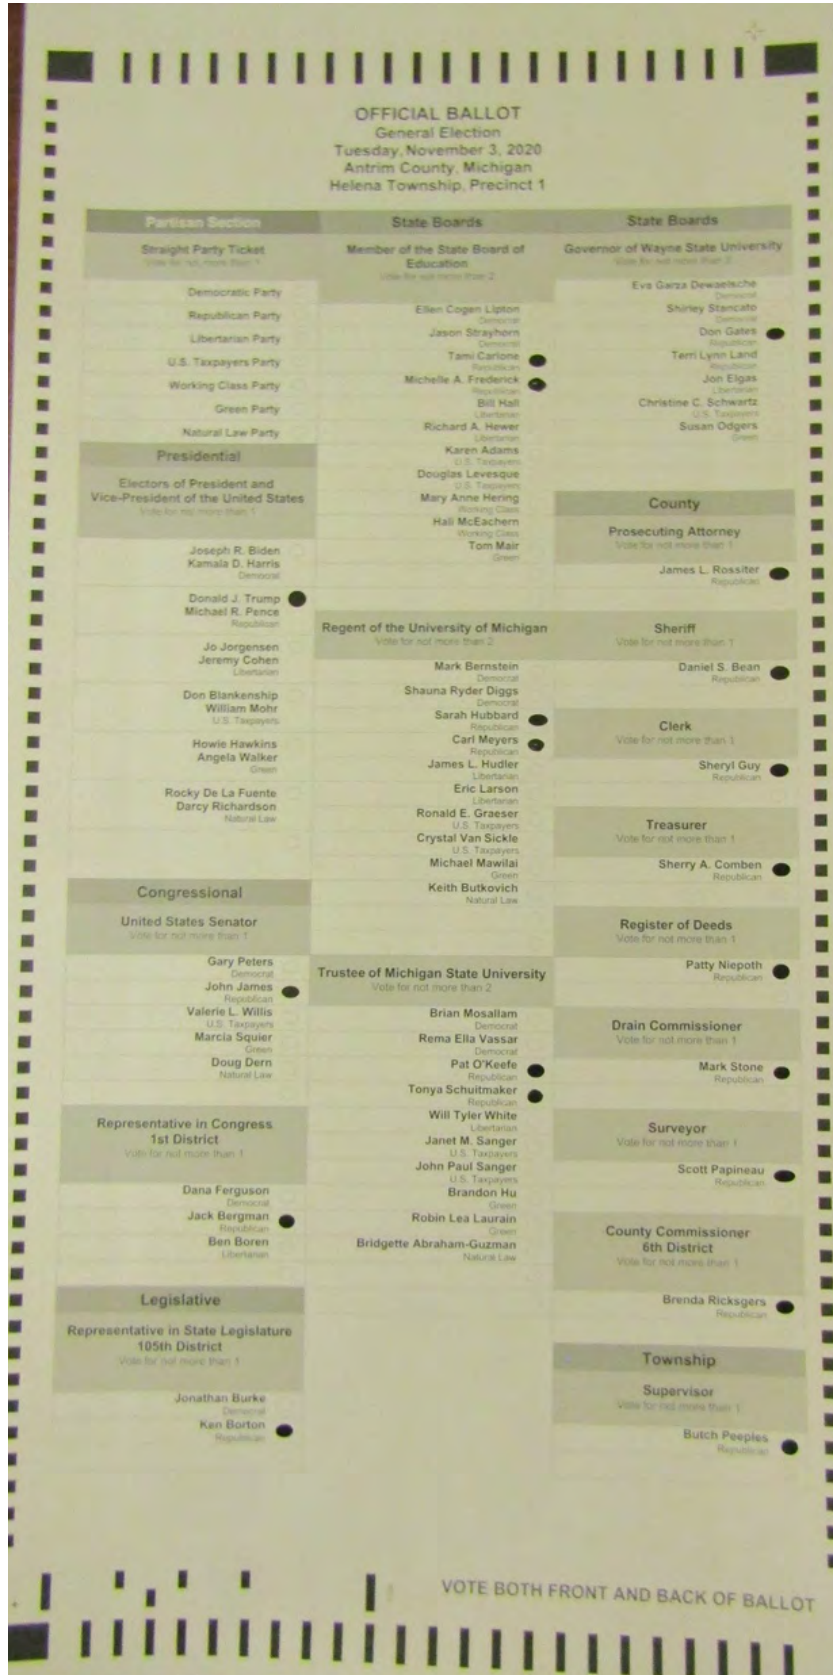 OFFICIAL BALLOT
General Election
Tuesday, November 3, 2020
Antrim County, Michigan
Helena Township, Precinct 1
Partisan Section
Straight Party Ticket
Vote for not more than 1
Democratic Party
Republican Party
Libertarian Party
U.S. Taxpayers Party
Working Class Party
Green Party
Natural Law Party
Presidential
Electors of President and
Vice-President of the United States
Vote for not more than 1
Joseph R. Biden
Kamala D. Harris
Democrat
Donald J. Trump
Michael R. Pence
Republican
Jo Jorgensen
Jeremy Cohen
Libertarian
Don Blankenship
William Mohr
U.S. Taxpayers
Howie Hawkins
Angela Walker
Green
Rocky De La Fuente
Darcy Richardson
Natural Law
Congressional
United States Senator
Vote for not more than 1
Gary Peters
Democrat
John James
Republican
Valerie L. Willis
U.S. Taxpayers
Marcia Squier
Green
Doug Dern
Natural Law
Representative in Congress
1st District
Vote for not more than 1
Dana Ferguson
Democrat
Jack Bergman
Republican
Ben Boren
Libertarian
Legislative
Representative in State Legislature
105th District
Vote for not more than 1
Jonathan Burke
Democrat
Ken Borton
Republican
State Boards
Member of the State Board of
Education
Vote for not more than 2
Ellen Cogen Lipton
Democrat
Jason Strayhorn
Democrat
Tami Carlone
Republican
Michelle A. Frederick
Republican
Bill Hall
Libertarian
Richard A. Hewer
Libertarian
Karen Adams
U.S. Taxpayers
Douglas Levesque
U.S. Taxpayers
Mary Anne Hering
Working Class
Hali McEachern
Working Class
Tom Mair
Green
Regent of the University of Michigan
Vote for not more than 2
Mark Bernstein
Democrat
Shauna Ryder Diggs
Democrat
Sarah Hubbard
Republican
Carl Meyers
Republican
James L. Hudler
Libertarian
Eric Larson
Libertarian
Ronald E. Graeser
U.S. Taxpayers
Crystal Van Sickle
U.S. Taxpayers
Michael Mawilai
Green
Keith Butkovich
Natural Law
Trustee of Michigan State University
Vote for not more than 2
Brian Mosallam
Democrat
Rema Ella Vassar
Democrat
Pat O'Keefe
Republican
Tonya Schuitmaker
Republican
Will Tyler White
Libertarian
Janet M. Sanger
U.S. Taxpayers
John Paul Sanger
U.S. Taxpayers
Brandon Hu
Green
Robin Lea Laurain
Green
Bridgette Abraham-Guzman
Natural Law
State Boards
Governor of Wayne State University
Vote for not more than 2
Eva Garza Dewaelsche
Democrat
Shirley Stancato
Democrat
Don Gates
Republican
Terri Lynn Land
Republican
Jon Elgas
Libertarian
Christine C. Schwartz
U.S. Taxpayers
Susan Odgers
Green
County
Prosecuting Attorney
Vote for not more than 1
James L. Rossiter
Republican
Sheriff
Vote for not more than 1
Daniel S. Bean
Republican
Clerk
Vote for not more than 1
Sheryl Guy
Republican
Treasurer
Vote for not more than 1
Sherry A. Comben
Republican
Register of Deeds
Vote for not more than 1
Patty Niepoth
Republican
Drain Commissioner
Vote for not more than 1
Mark Stone
Republican
Surveyor
Vote for not more than 1
Scott Papineau
Republican
County Commissioner
6th District
Vote for not more than 1
Brenda Ricksgers
Republican
Township
Supervisor
Vote for not more than 1
Butch Peeples
Republican
VOTE BOTH FRONT AND BACK OF BALLOT